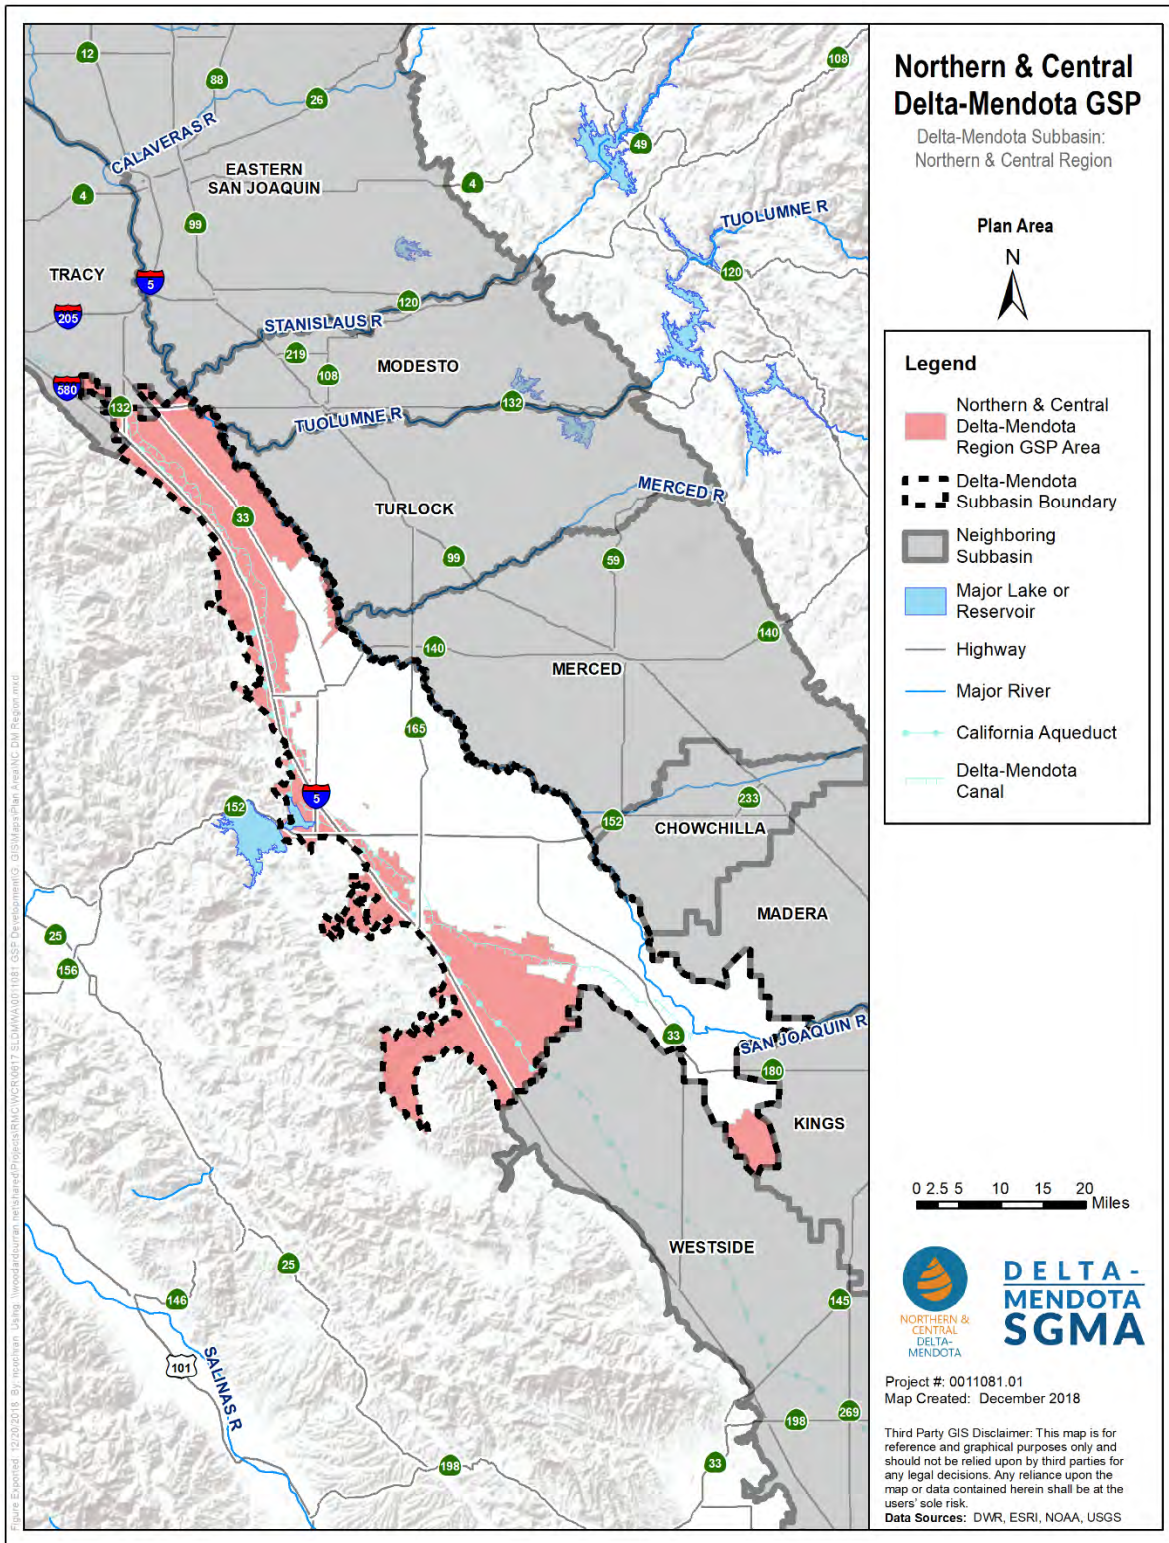 Northern & Central
Delta-Mendota GSP
Delta-Mendota Subbasin:
Northern & Central Region
Plan Area
N
Legend
Northern & Central
Delta-Mendota
Region GSP Area
Delta-Mendota
Subbasin Boundary
Neighboring
Subbasin
Major Lake or
Reservoir
Highway
Major River
California Aqueduct
Delta-Mendota
Canal
0 2.5 5 10 15 20
Miles
NORTHERN &
CENTRAL
DELTA-
MENDOTA
DELTA-
MENDOTA
SGMA
Project #: 0011081.01
Map Created: December 2018
Third Party GIS Disclaimer: This map is for
reference and graphical purposes only and
should not be relied upon by third parties for
any legal decisions. Any reliance upon the
map or data contained herein shall be at the
users' sole risk.
Data Sources: DWR, ESRI, NOAA, USGS
12
88
26
108
CALAVERAS R
49
EASTERN
SAN JOAQUIN
4
4
99
TUOLUMNE R
TRACY
5
120
205
120
STANISLAUS R
219
MODESTO
108
580
132
132
TUOLUMNE R
MERCED R
TURLOCK
33
99
59
140
140
MERCED
165
5
152
233
152
CHOWCHILLA
MADERA
25
156
33
SAN JOAQUIN R
180
KINGS
WESTSIDE
25
146
145
101
SALINAS R
269
198
33
198
Figure Exported: 12/20/2018 By: